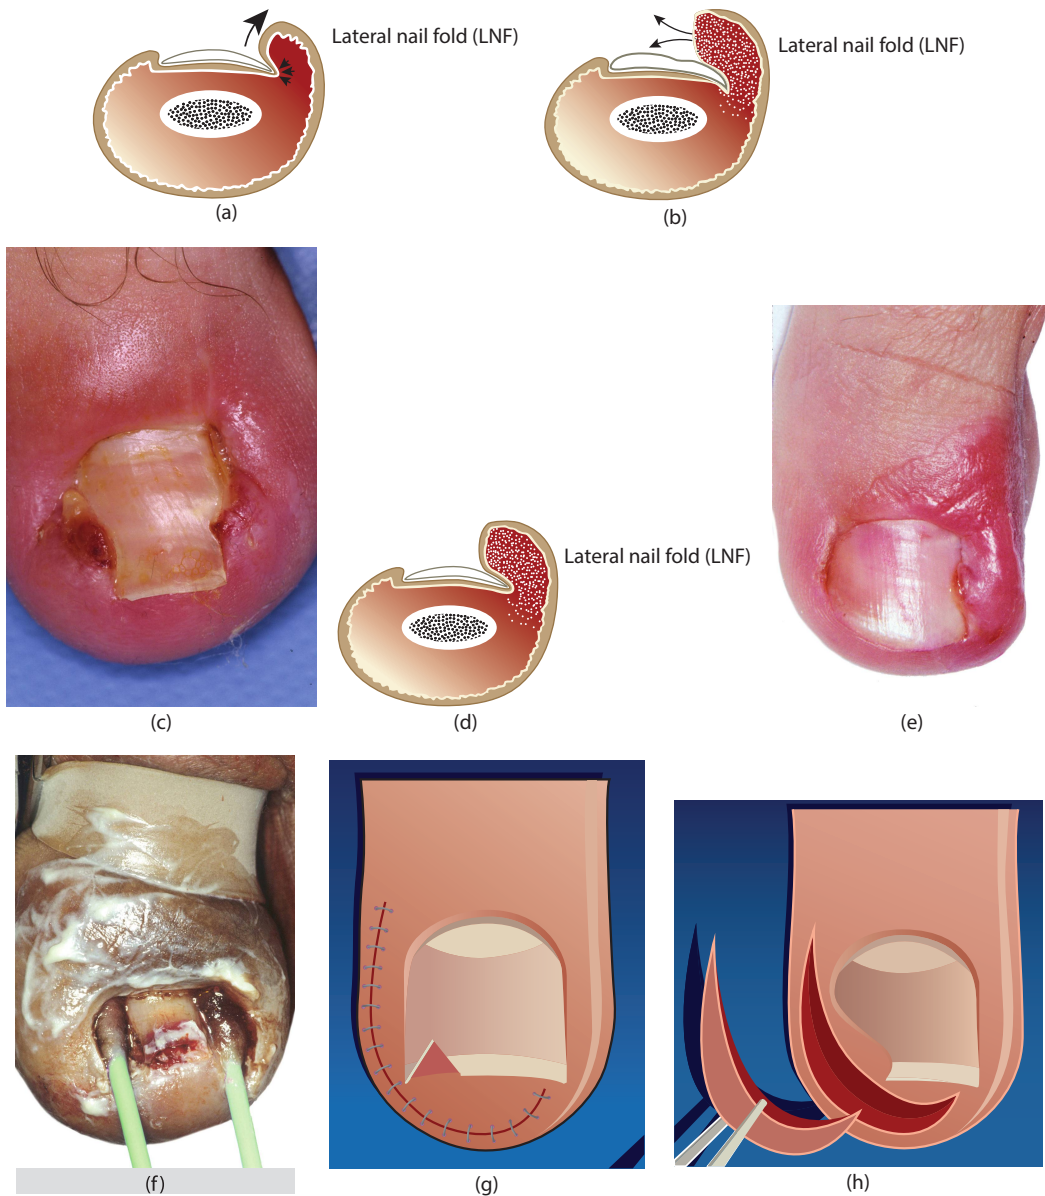 Lateral nail fold (LNF)
Lateral nail fold (LNF)
(a)
(b)
(c)
Lateral nail fold (LNF)
(d)
(e)
(f)
(g)
(h)